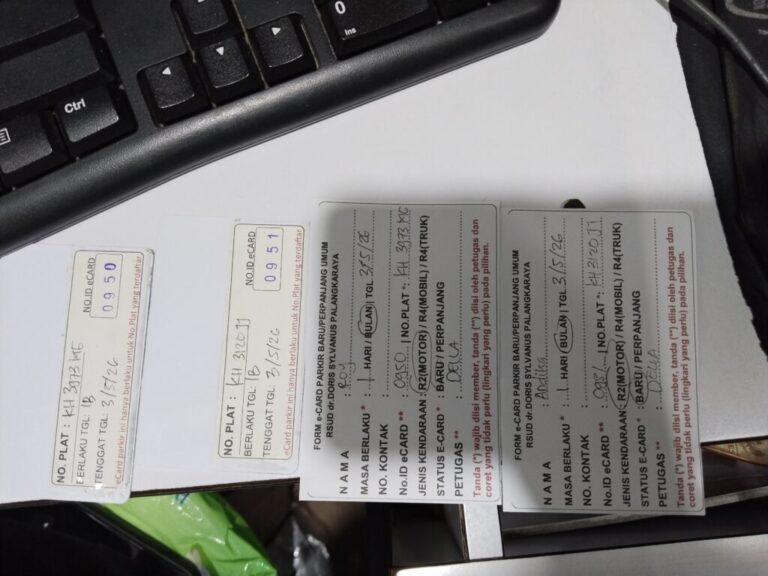 0
Ins
Ctrl
NO. PLAT : KH 3973 KG
BERLAKU TGL: 1B
TENGGAT TGL: 3/5/26
NO.ID eCARD
0950
eCard parkir ini hanya berlaku untuk No.Plat yang terdaftar
NO. PLAT : KH 3120 JJ
BERLAKU TGL: 1B
TENGGAT TGL: 3/5/26
NO.ID eCARD
0951
eCard parkir ini hanya berlaku untuk No.Plat yang terdaftar
FORM e-CARD PARKIR BARU/PERPANJANG UMUM
RSUD dr.DORIS SYLVANUS PALANGKARAYA
N A M A : Roy
MASA BERLAKU * : 1 HARI / BULAN | TGL 3/5/26
NO. KONTAK :
No.ID eCARD ** : 0950 | NO.PLAT *: KH 3973 KG
JENIS KENDARAAN : R2(MOTOR) / R4(MOBIL) / R4(TRUK)
STATUS E-CARD * : BARU / PERPANJANG
PETUGAS ** : DELLA
Tanda (*) wajib diisi member, tanda (**) diisi oleh petugas dan
coret yang tidak perlu (lingkari yang perlu) pada pilihan.
FORM e-CARD PARKIR BARU/PERPANJANG UMUM
RSUD dr.DORIS SYLVANUS PALANGKARAYA
N A M A : Andika
MASA BERLAKU * : 1 HARI / BULAN | TGL 3/5/26
NO. KONTAK :
No.ID eCARD ** : 0951 | NO.PLAT *: KH 3120 JJ
JENIS KENDARAAN : R2(MOTOR) / R4(MOBIL) / R4(TRUK)
STATUS E-CARD * : BARU / PERPANJANG
PETUGAS ** : DELLA
Tanda (*) wajib diisi member, tanda (**) diisi oleh petugas dan
coret yang tidak perlu (lingkari yang perlu) pada pilihan.